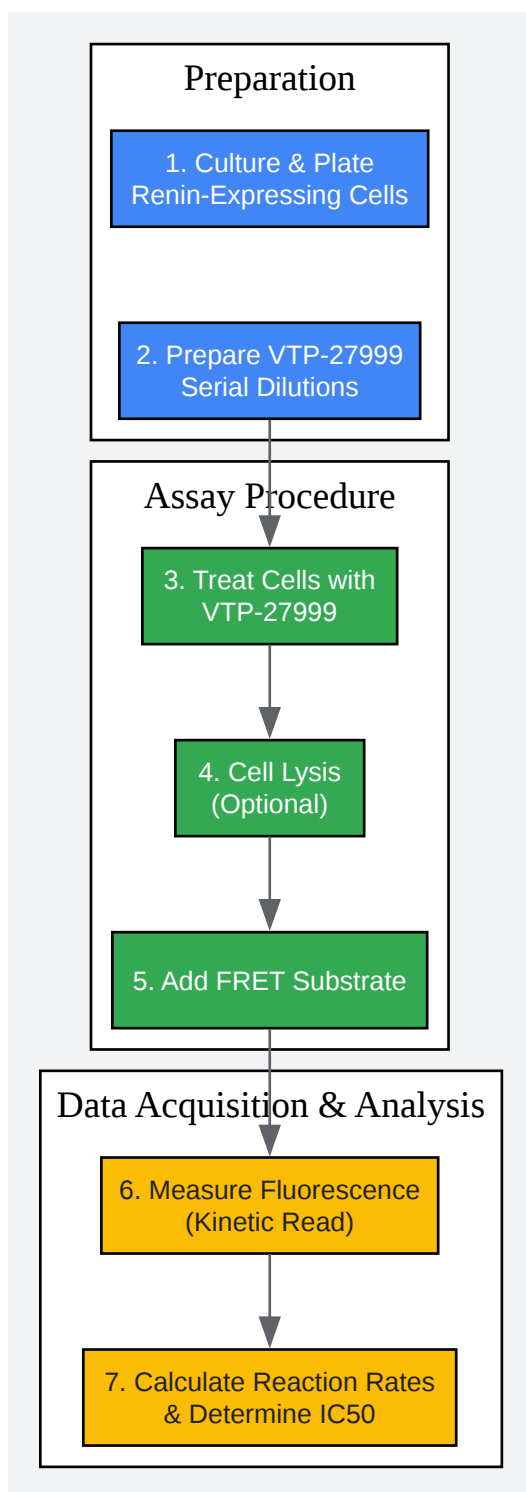 Preparation
1. Culture & Plate
Renin-Expressing Cells
2. Prepare VTP-27999
Serial Dilutions
Assay Procedure
3. Treat Cells with
VTP-27999
4. Cell Lysis
(Optional)
5. Add FRET Substrate
Data Acquisition & Analysis
6. Measure Fluorescence
(Kinetic Read)
7. Calculate Reaction Rates
& Determine IC50